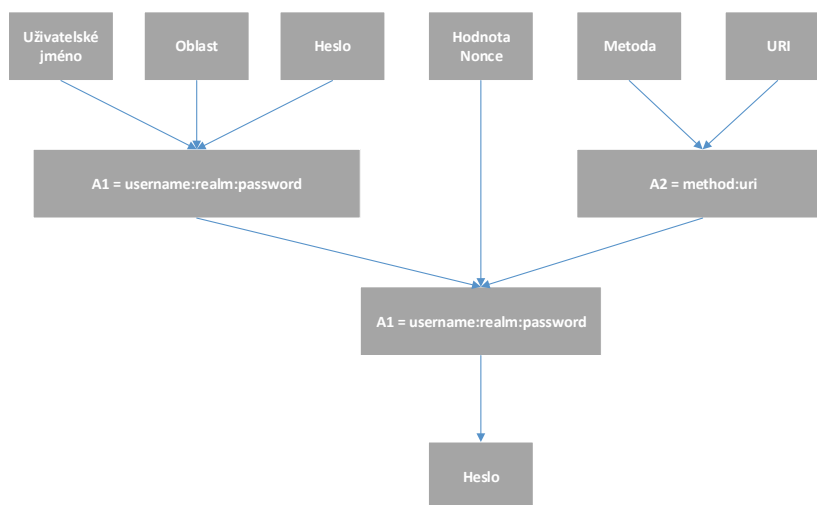 Uživatelské
jméno
Oblast
Heslo
Hodnota
Nonce
Metoda
URI
A1 = username:realm:password
A2 = method:uri
A1 = username:realm:password
Heslo